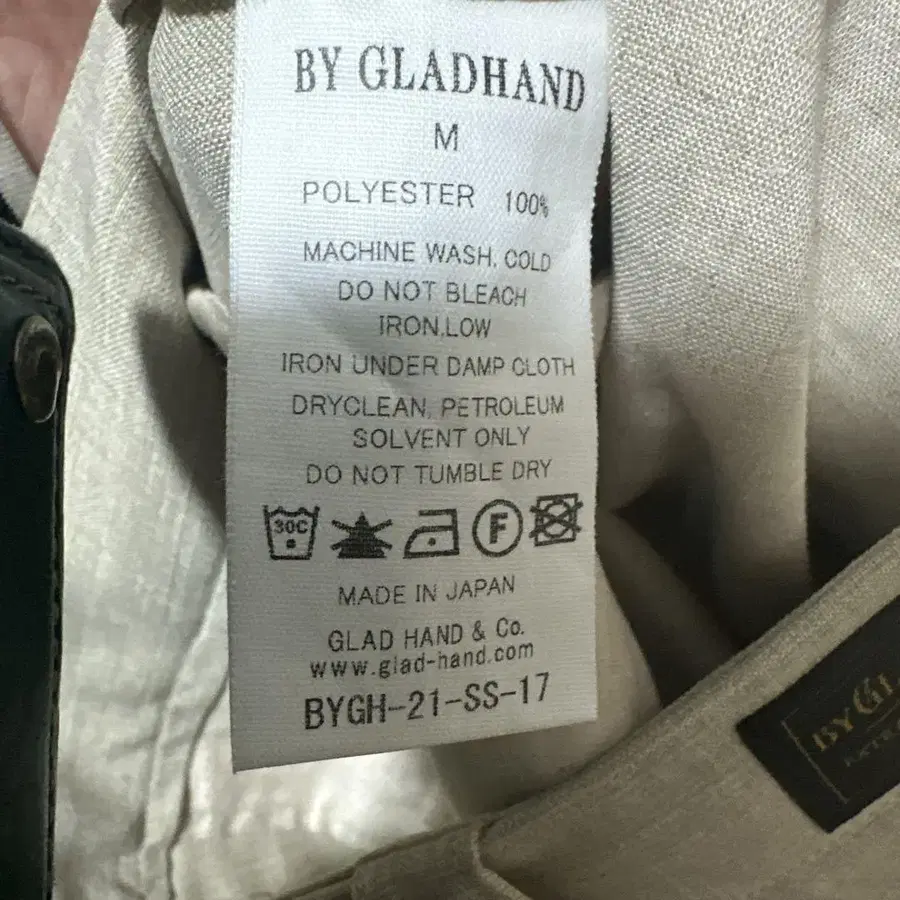 BY GLADHAND
M
POLYESTER 100%
MACHINE WASH, COLD
DO NOT BLEACH
IRON,LOW
IRON UNDER DAMP CLOTH
DRYCLEAN, PETROLEUM
SOLVENT ONLY
DO NOT TUMBLE DRY
30C F
MADE IN JAPAN
GLAD HAND & Co.
www.glad-hand.com
BYGH-21-SS-17
BY